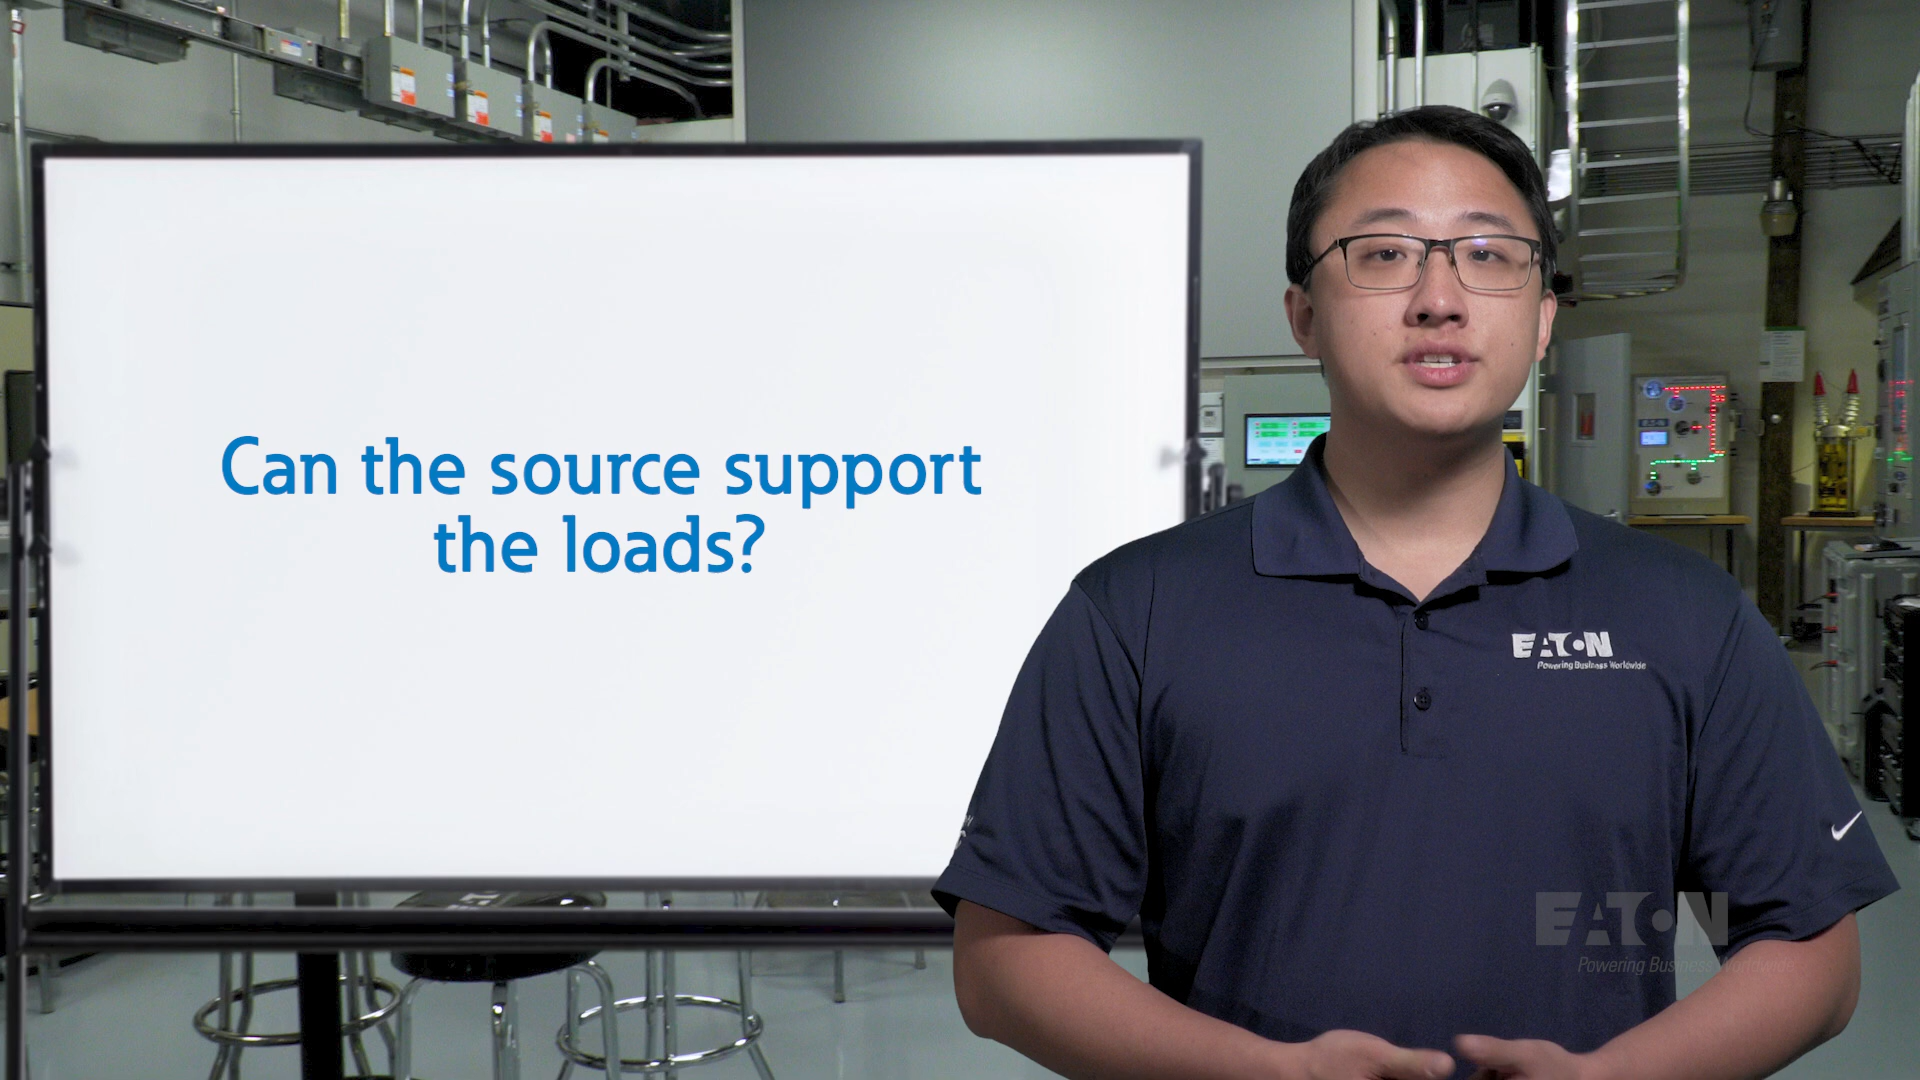 Can the source support
the loads?
EATON
Powering Business Worldwide
EATON
Powering Business Worldwide